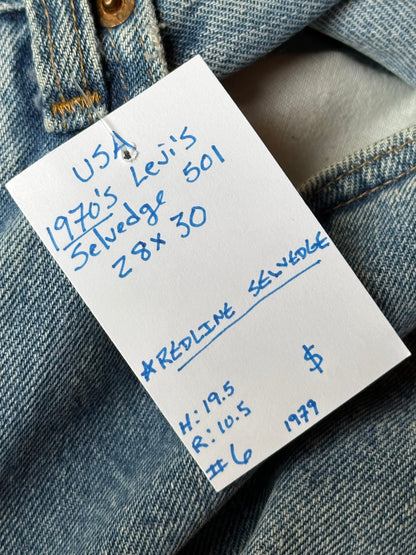 USA
1970's Levi's
Selvedge 501
28 x 30
*REDLINE SELVEDGE
H: 19.5
R: 10.5
#6
$
1979